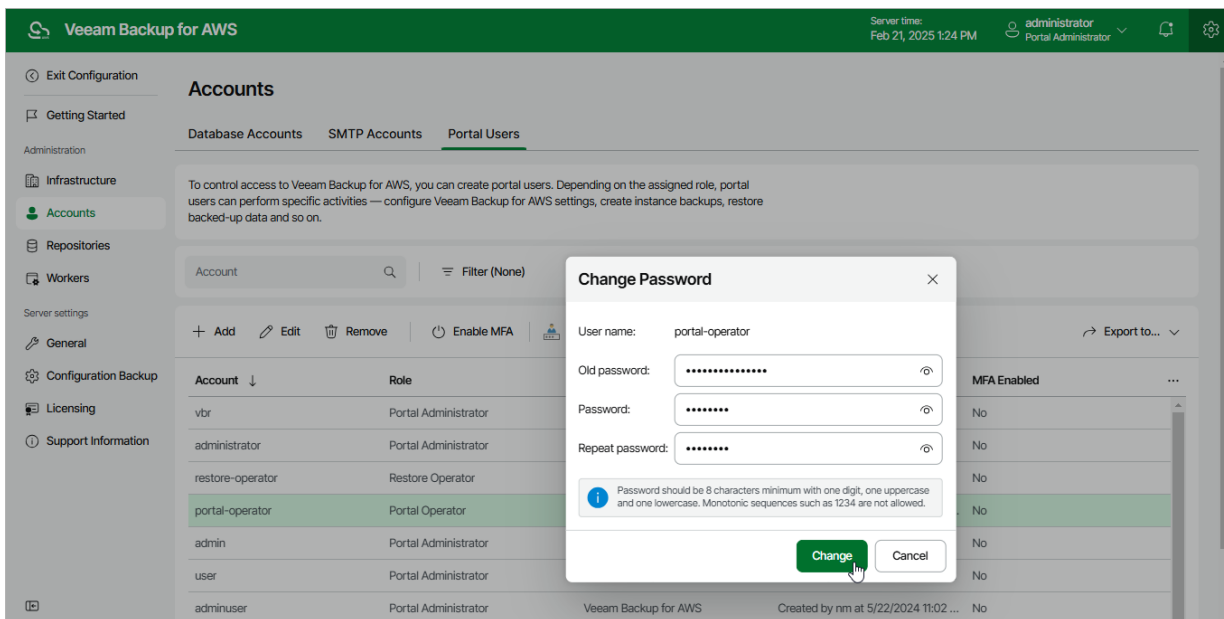 Veeam Backup for AWS
Server time:
Feb 21, 2025 1:24 PM
administrator
Portal Administrator
Exit Configuration
Getting Started
Administration
Infrastructure
Accounts
Repositories
Workers
Server settings
General
Configuration Backup
Licensing
Support Information
Accounts
Database Accounts SMTP Accounts Portal Users
To control access to Veeam Backup for AWS, you can create portal users. Depending on the assigned role, portal
users can perform specific activities — configure Veeam Backup for AWS settings, create instance backups, restore
backed-up data and so on.
Account Filter (None)
Add Edit Remove Enable MFA Export to...
Account ↓ Role MFA Enabled ...
vbr Portal Administrator No
administrator Portal Administrator No
restore-operator Restore Operator No
portal-operator Portal Operator No
admin Portal Administrator No
user Portal Administrator No
adminuser Portal Administrator Veeam Backup for AWS Created by nm at 5/22/2024 11:02 ... No
Change Password
User name: portal-operator
Old password: •••••••••••••••
Password: ••••••••
Repeat password: ••••••••
Password should be 8 characters minimum with one digit, one uppercase
and one lowercase. Monotonic sequences such as 1234 are not allowed.
Change Cancel